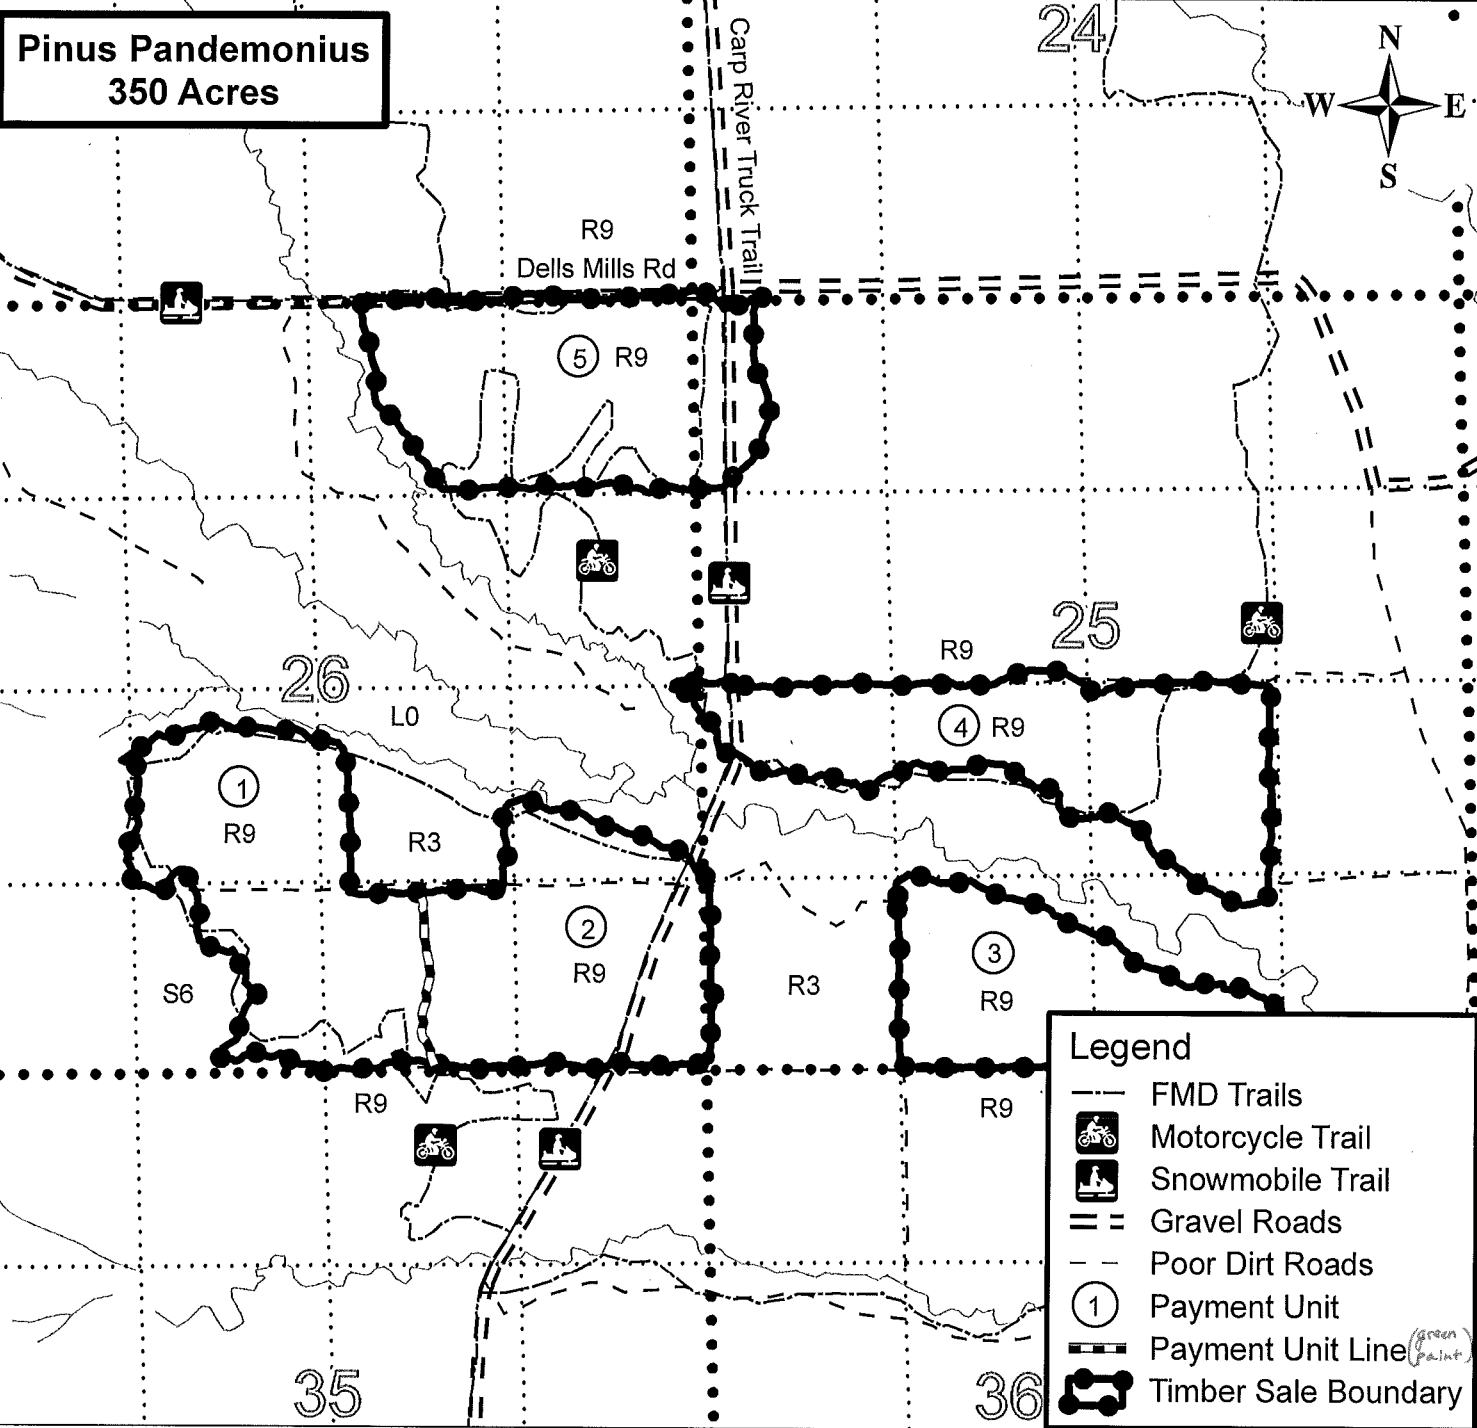 Pinus Pandemonius
350 Acres
24
N
W E
S
Carp River Truck Trail
R9
Dells Mills Rd
5 R9
25
R9
26
L0
4 R9
1
R9
R3
2
R9
3
R9
S6
R3
R9
R9
35
36
Legend
FMD Trails
Motorcycle Trail
Snowmobile Trail
Gravel Roads
Poor Dirt Roads
1 Payment Unit
Payment Unit Line (green
paint)
Timber Sale Boundary